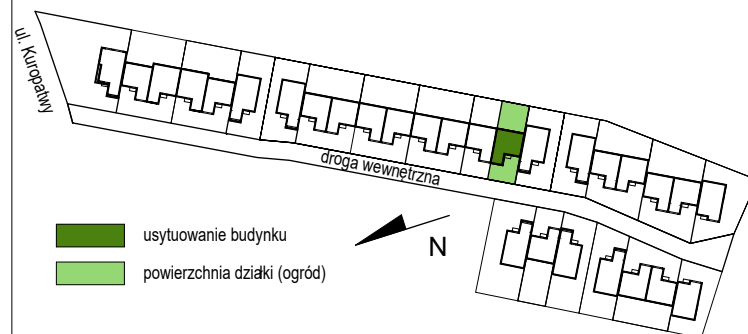 ul. Kuropatwy
droga wewnętrzna
usytuowanie budynku
N
powierzchnia działki (ogród)